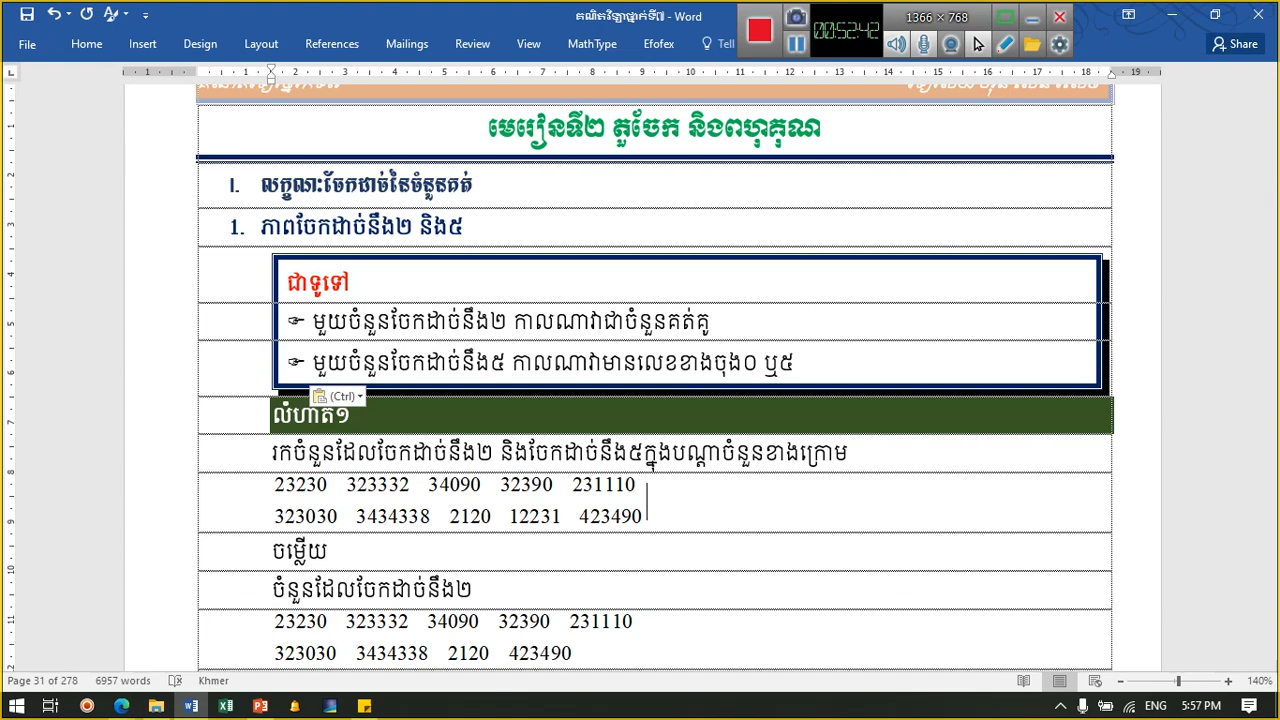 គណិតវិទ្យាថ្នាក់ទី៧ - Word
1366 × 768
00:52:42
File Home Insert Design Layout References Mailings Review View MathType Efofex Tell Share
មេរៀនទី២ តួចែក និងពហុគុណ
I. លក្ខណៈចែកដាច់នៃចំនួនគត់
1. ភាពចែកដាច់នឹង២ និង៥
ជាទូទៅ
☞ មួយចំនួនចែកដាច់នឹង២ កាលណាវាជាចំនួនគត់គូ
☞ មួយចំនួនចែកដាច់នឹង៥ កាលណាវាមានលេខខាងចុង០ ឬ៥
(Ctrl)
លំហាត់១
រកចំនួនដែលចែកដាច់នឹង២ និងចែកដាច់នឹង៥ក្នុងបណ្តាចំនួនខាងក្រោម
23230 323332 34090 32390 231110
323030 3434338 2120 12231 423490
ចម្លើយ
ចំនួនដែលចែកដាច់នឹង២
23230 323332 34090 32390 231110
323030 3434338 2120 423490
Page 31 of 278 6957 words Khmer 140%
ENG 5:57 PM